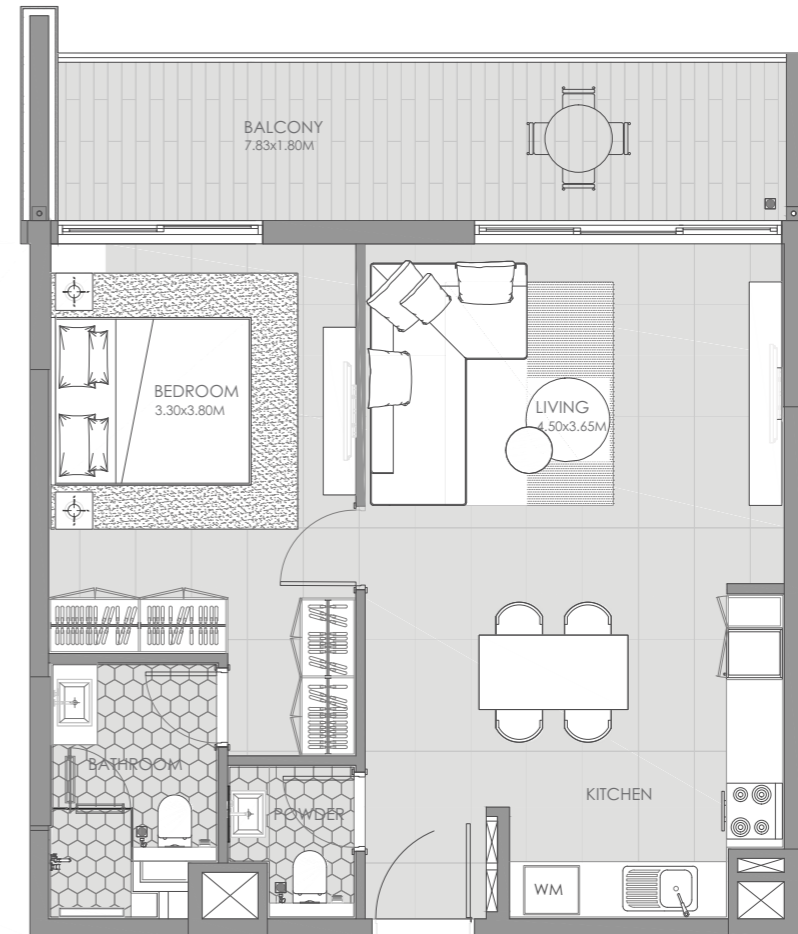 BALCONY
7.83x1.80M
BEDROOM
3.30x3.80M
LIVING
4.50x3.65M
KITCHEN
BATHROOM
POWDER
WM